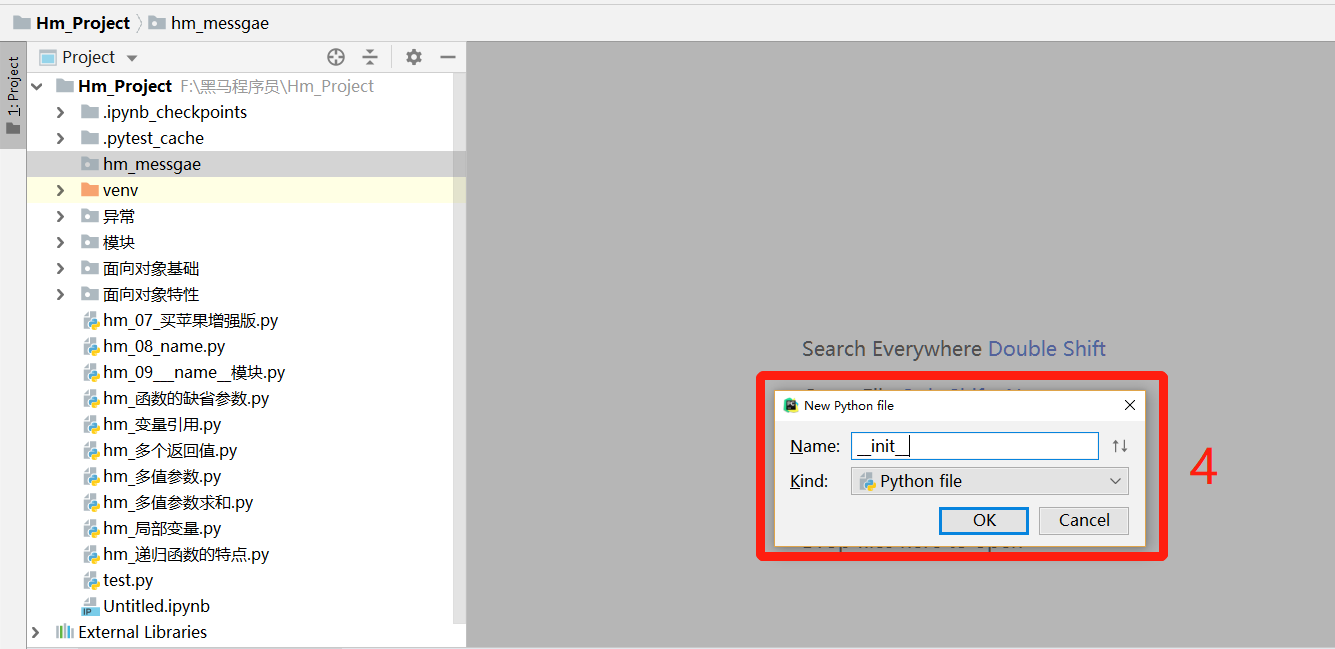 Hm_Project
hm_messgae
1: Project
Project
Hm_Project F:\黑马程序员\Hm_Project
.ipynb_checkpoints
.pytest_cache
hm_messgae
venv
异常
模块
面向对象基础
面向对象特性
hm_07_买苹果增强版.py
hm_08_name.py
hm_09__name__模块.py
hm_函数的缺省参数.py
hm_变量引用.py
hm_多个返回值.py
hm_多值参数.py
hm_多值参数求和.py
hm_局部变量.py
hm_递归函数的特点.py
test.py
Untitled.ipynb
External Libraries
Search Everywhere Double Shift
New Python file
Name: __init__
Kind: Python file
OK Cancel
4